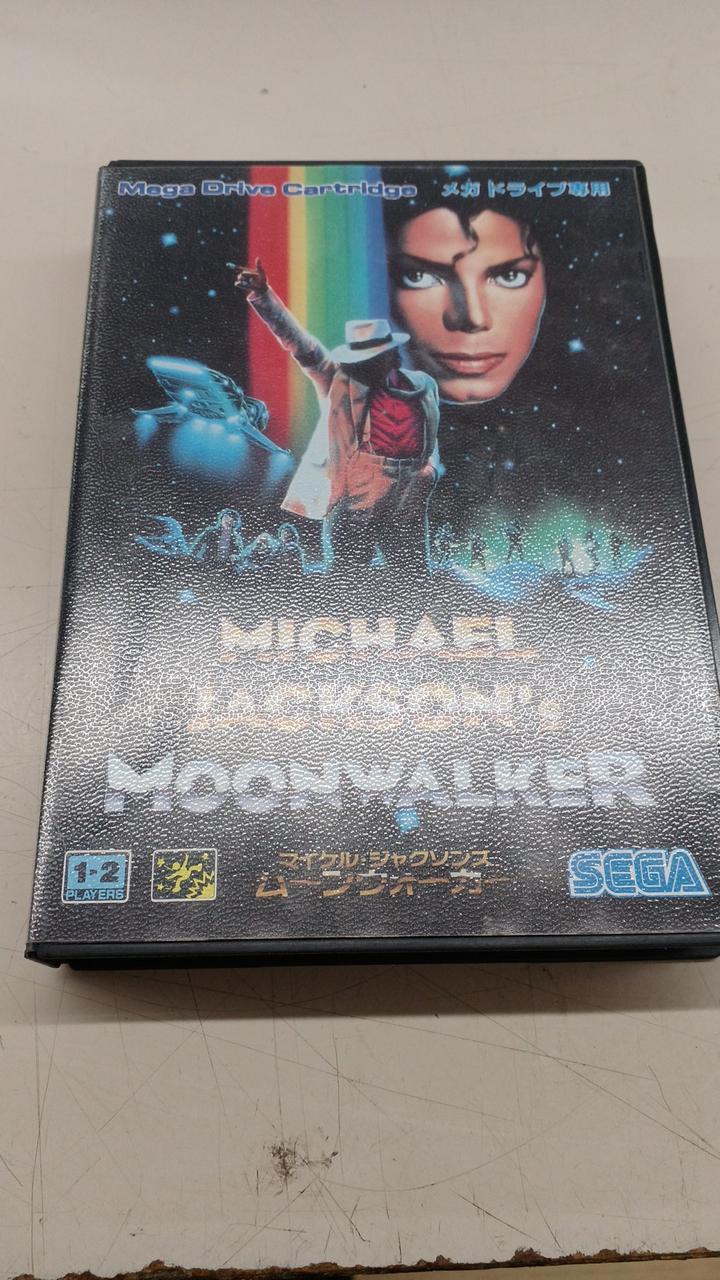 Mega Drive Cartridge メガドライブ専用
MICHAEL
JACKSON's
MOONWALKER
1-2
PLAYERS
マイケル・ジャクソンズ
ムーンウォーカー
SEGA